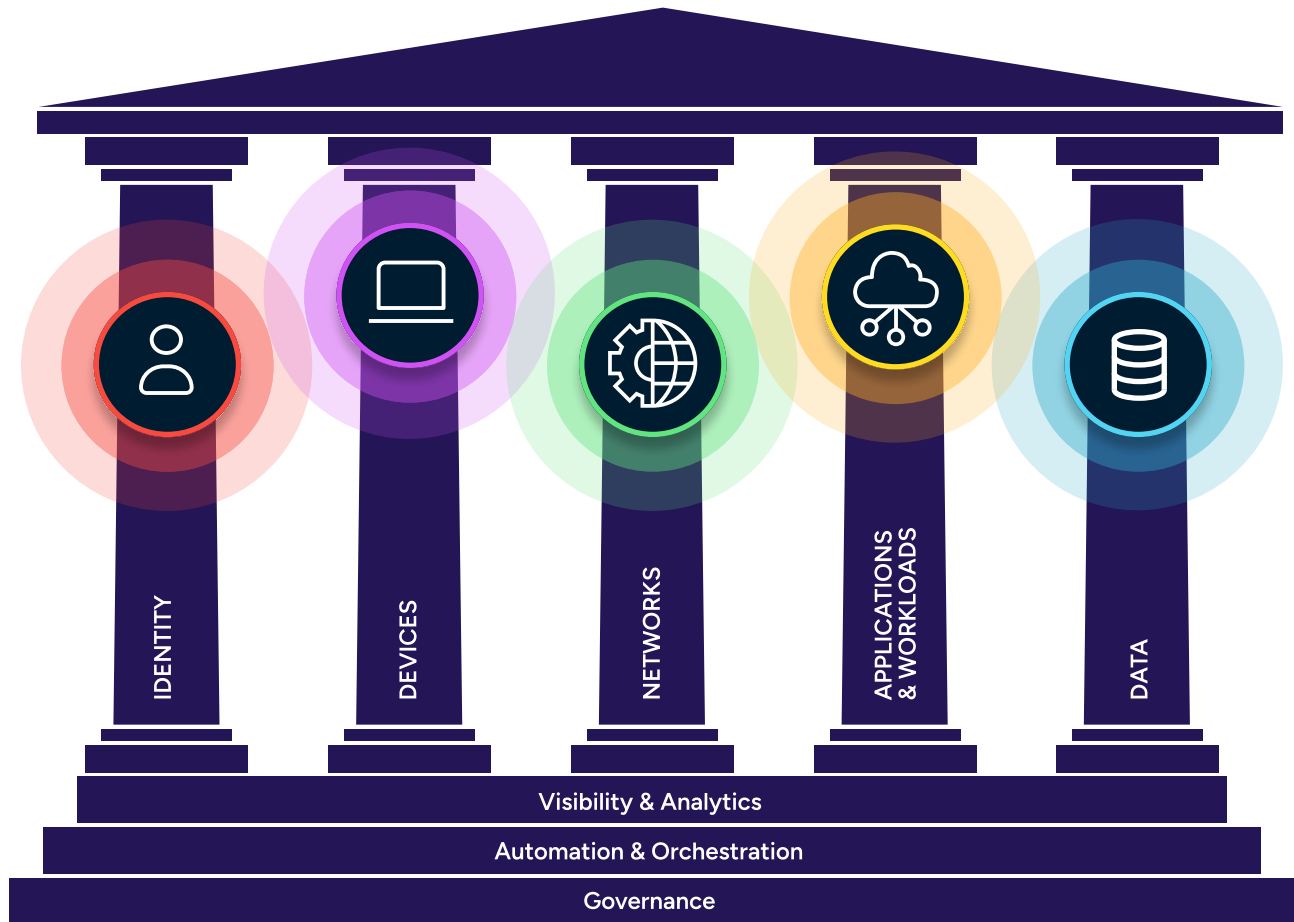 IDENTITY
DEVICES
NETWORKS
APPLICATIONS
& WORKLOADS
DATA
Visibility & Analytics
Automation & Orchestration
Governance